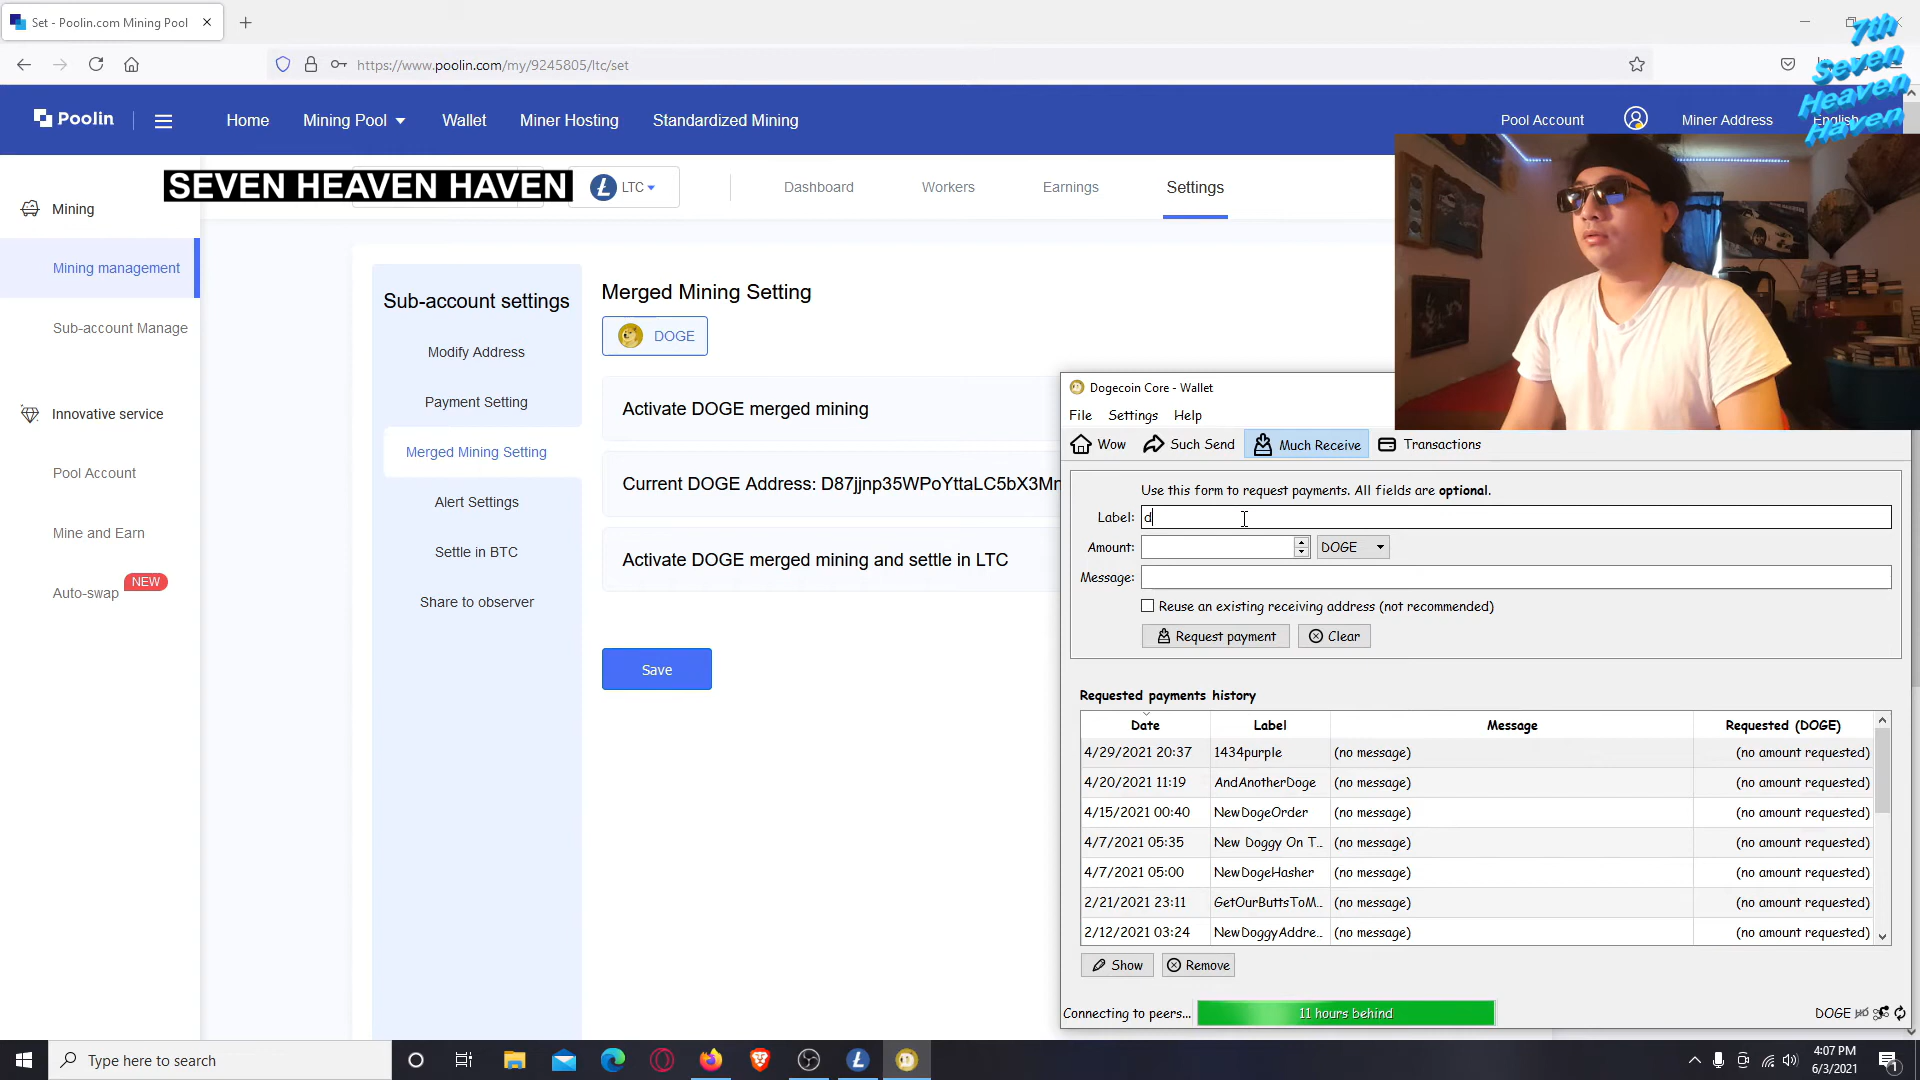 Set - Poolin.com Mining Pool
https://www.poolin.com/my/9245805/ltc/set
7th
Seven
Heaven
Haven
Poolin
Home
Mining Pool
Wallet
Miner Hosting
Standardized Mining
Pool Account
Miner Address
English
SEVEN HEAVEN HAVEN
LTC
Dashboard
Workers
Earnings
Settings
Mining
Mining management
Sub-account Manage
Innovative service
Pool Account
Mine and Earn
Auto-swap NEW
Sub-account settings
Modify Address
Payment Setting
Merged Mining Setting
Alert Settings
Settle in BTC
Share to observer
Merged Mining Setting
DOGE
Activate DOGE merged mining
Current DOGE Address: D87jjnp35WPoYttaLC5bX3Mr
Activate DOGE merged mining and settle in LTC
Save
Dogecoin Core - Wallet
File Settings Help
Wow Such Send Much Receive Transactions
Use this form to request payments. All fields are optional.
Label: d
Amount: DOGE
Message:
Reuse an existing receiving address (not recommended)
Request payment Clear
Requested payments history
Date Label Message Requested (DOGE)
4/29/2021 20:37 1434purple (no message) (no amount requested)
4/20/2021 11:19 AndAnotherDoge (no message) (no amount requested)
4/15/2021 00:40 NewDogeOrder (no message) (no amount requested)
4/7/2021 05:35 New Doggy On T... (no message) (no amount requested)
4/7/2021 05:00 NewDogeHasher (no message) (no amount requested)
2/21/2021 23:11 GetOurButtsToM... (no message) (no amount requested)
2/12/2021 03:24 NewDoggyAddre... (no message) (no amount requested)
Show Remove
Connecting to peers... 11 hours behind DOGE HD
Type here to search
4:07 PM
6/3/2021
1